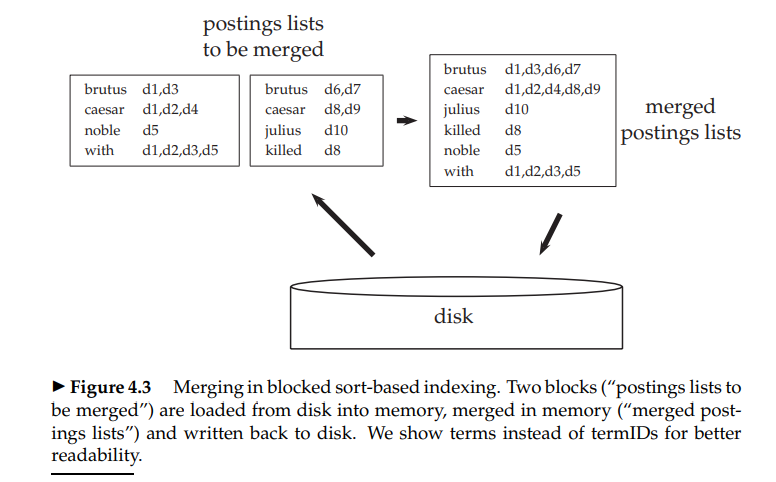 postings lists
to be merged
brutus d1,d3
caesar d1,d2,d4
noble d5
with d1,d2,d3,d5
brutus d6,d7
caesar d8,d9
julius d10
killed d8
brutus d1,d3,d6,d7
caesar d1,d2,d4,d8,d9
julius d10
killed d8
noble d5
with d1,d2,d3,d5
merged
postings lists
disk
► Figure 4.3 Merging in blocked sort-based indexing. Two blocks (“postings lists to
be merged”) are loaded from disk into memory, merged in memory (“merged post-
ings lists”) and written back to disk. We show terms instead of termIDs for better
readability.